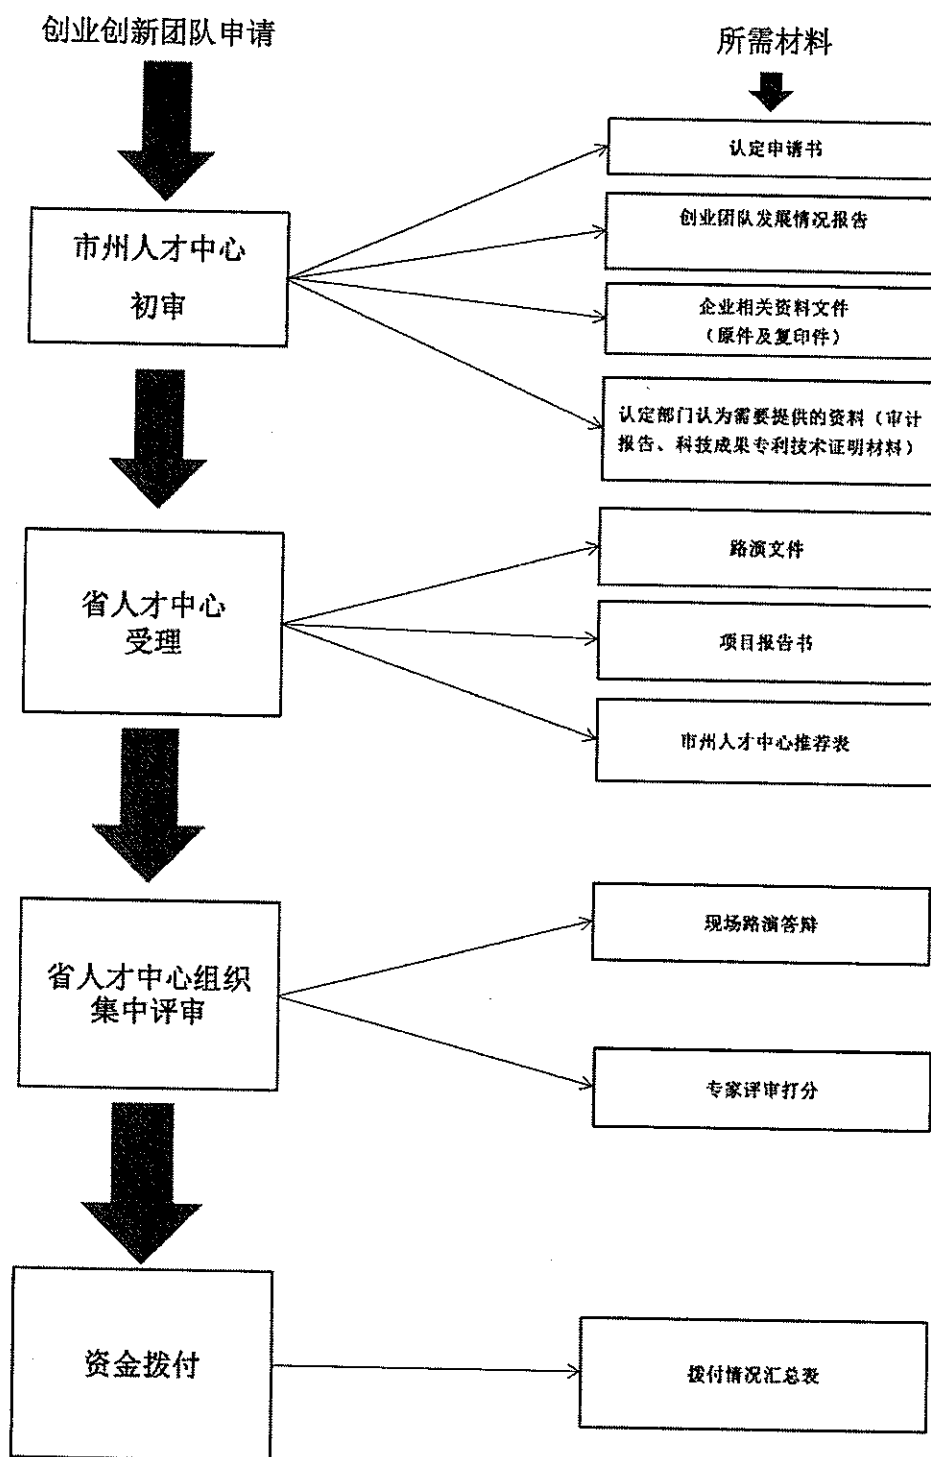 创业创新团队申请
所需材料
认定申请书
市州人才中心
初审
创业团队发展情况报告
企业相关资料文件
（原件及复印件）
认定部门认为需要提供的资料（审计
报告、科技成果专利技术证明材料）
省人才中心
受理
路演文件
项目报告书
市州人才中心推荐表
省人才中心组织
集中评审
现场路演答辩
专家评审打分
资金拨付
拨付情况汇总表